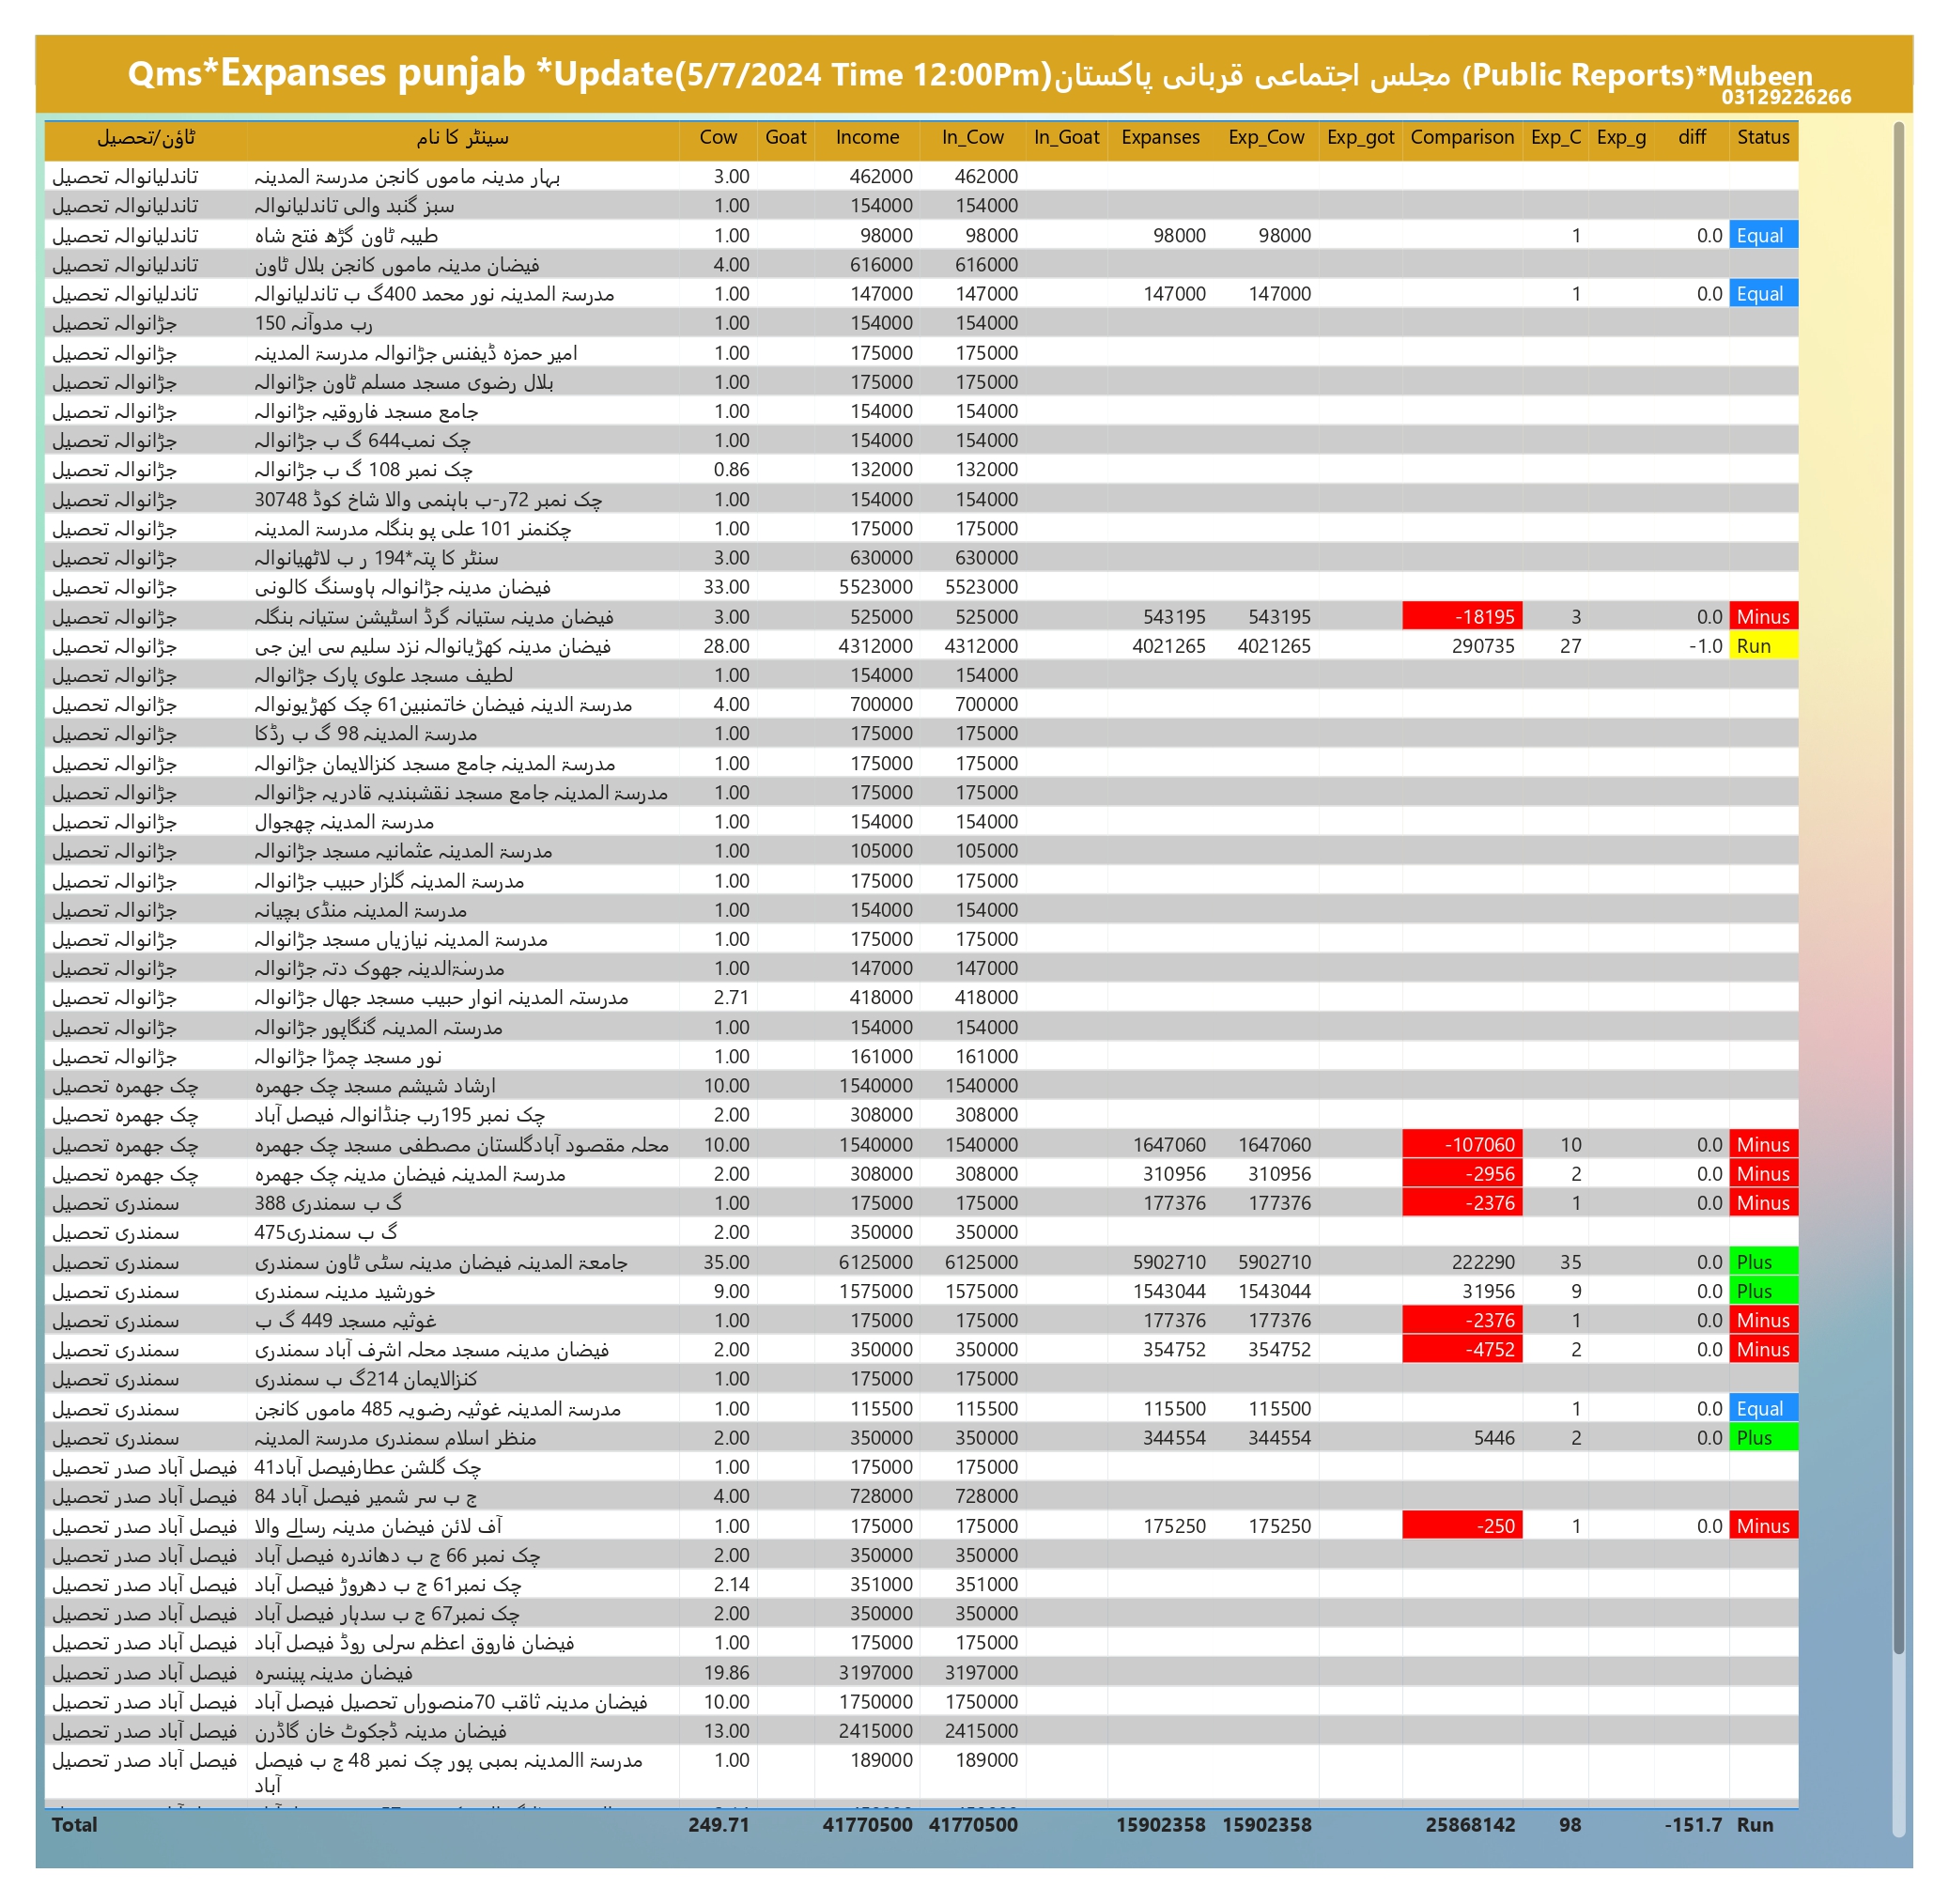 Qms*Expanses punjab *Update(5/7/2024 Time 12:00Pm)مجلس اجتماعی قربانی پاکستان (Public Reports)*Mubeen
03129226266
ٹاؤن/تحصیل سینٹر کا نام Cow Goat Income In_Cow In_Goat Expanses Exp_Cow Exp_got Comparison Exp_C Exp_g diff Status
تاندلیانوالہ تحصیل بہار مدینہ ماموں کانجن مدرسۃ المدینہ 3.00 462000 462000
تاندلیانوالہ تحصیل سبز گنبد والی تاندلیانوالہ 1.00 154000 154000
تاندلیانوالہ تحصیل طیبہ ٹاون گڑھ فتح شاہ 1.00 98000 98000 98000 98000 1 0.0 Equal
تاندلیانوالہ تحصیل فیضان مدینہ ماموں کانجن بلال ٹاون 4.00 616000 616000
تاندلیانوالہ تحصیل مدرسۃ المدینہ نور محمد 400گ ب تاندلیانوالہ 1.00 147000 147000 147000 147000 1 0.0 Equal
جڑانوالہ تحصیل 150 رب مدوآنہ 1.00 154000 154000
جڑانوالہ تحصیل امیر حمزہ ڈیفنس جڑانوالہ مدرسۃ المدینہ 1.00 175000 175000
جڑانوالہ تحصیل بلال رضوی مسجد مسلم ٹاون جڑانوالہ 1.00 175000 175000
جڑانوالہ تحصیل جامع مسجد فاروقیہ جڑانوالہ 1.00 154000 154000
جڑانوالہ تحصیل چک نمب644 گ ب جڑانوالہ 1.00 154000 154000
جڑانوالہ تحصیل چک نمبر 108 گ ب جڑانوالہ 0.86 132000 132000
جڑانوالہ تحصیل چک نمبر 72ر-ب باہنمی والا شاخ کوڈ 30748 1.00 154000 154000
جڑانوالہ تحصیل چکنمنر 101 علی پو بنگلہ مدرسۃ المدینہ 1.00 175000 175000
جڑانوالہ تحصیل سنٹر کا پتہ*194 ر ب لاٹھیانوالہ 3.00 630000 630000
جڑانوالہ تحصیل فیضان مدینہ جڑانوالہ ہاوسنگ کالونی 33.00 5523000 5523000
جڑانوالہ تحصیل فیضان مدینہ ستیانہ گرڈ اسٹیشن ستیانہ بنگلہ 3.00 525000 525000 543195 543195 -18195 3 0.0 Minus
جڑانوالہ تحصیل فیضان مدینہ کھڑیانوالہ نزد سلیم سی این جی 28.00 4312000 4312000 4021265 4021265 290735 27 -1.0 Run
جڑانوالہ تحصیل لطیف مسجد علوی پارک جڑانوالہ 1.00 154000 154000
جڑانوالہ تحصیل مدرسۃ الدینہ فیضان خاتمنبین61 چک کھڑیونوالہ 4.00 700000 700000
جڑانوالہ تحصیل مدرسۃ المدینہ 98 گ ب رڈکا 1.00 175000 175000
جڑانوالہ تحصیل مدرسۃ المدینہ جامع مسجد کنزالایمان جڑانوالہ 1.00 175000 175000
جڑانوالہ تحصیل مدرسۃ المدینہ جامع مسجد نقشبندیہ قادریہ جڑانوالہ 1.00 175000 175000
جڑانوالہ تحصیل مدرسۃ المدینہ چھجوال 1.00 154000 154000
جڑانوالہ تحصیل مدرسۃ المدینہ عثمانیہ مسجد جڑانوالہ 1.00 105000 105000
جڑانوالہ تحصیل مدرسۃ المدینہ گلزار حبیب جڑانوالہ 1.00 175000 175000
جڑانوالہ تحصیل مدرسۃ المدینہ منڈی بچیانہ 1.00 154000 154000
جڑانوالہ تحصیل مدرسۃ المدینہ نیازیاں مسجد جڑانوالہ 1.00 175000 175000
جڑانوالہ تحصیل مدرسۃالدینہ جھوک دتہ جڑانوالہ 1.00 147000 147000
جڑانوالہ تحصیل مدرستہ المدینہ انوار حبیب مسجد جھال جڑانوالہ 2.71 418000 418000
جڑانوالہ تحصیل مدرستہ المدینہ گنگاپور جڑانوالہ 1.00 154000 154000
جڑانوالہ تحصیل نور مسجد چمڑا جڑانوالہ 1.00 161000 161000
چک جھمرہ تحصیل ارشاد شیشم مسجد چک جھمرہ 10.00 1540000 1540000
چک جھمرہ تحصیل چک نمبر 195رب جنڈانوالہ فیصل آباد 2.00 308000 308000
چک جھمرہ تحصیل محلہ مقصود آبادگلستان مصطفی مسجد چک جھمرہ 10.00 1540000 1540000 1647060 1647060 -107060 10 0.0 Minus
چک جھمرہ تحصیل مدرسۃ المدینہ فیضان مدینہ چک جھمرہ 2.00 308000 308000 310956 310956 -2956 2 0.0 Minus
سمندری تحصیل 388 گ ب سمندری 1.00 175000 175000 177376 177376 -2376 1 0.0 Minus
سمندری تحصیل 475گ ب سمندری 2.00 350000 350000
سمندری تحصیل جامعۃ المدینہ فیضان مدینہ سٹی ٹاون سمندری 35.00 6125000 6125000 5902710 5902710 222290 35 0.0 Plus
سمندری تحصیل خورشید مدینہ سمندری 9.00 1575000 1575000 1543044 1543044 31956 9 0.0 Plus
سمندری تحصیل غوثیہ مسجد 449 گ ب 1.00 175000 175000 177376 177376 -2376 1 0.0 Minus
سمندری تحصیل فیضان مدینہ مسجد محلہ اشرف آباد سمندری 2.00 350000 350000 354752 354752 -4752 2 0.0 Minus
سمندری تحصیل کنزالایمان 214گ ب سمندری 1.00 175000 175000
سمندری تحصیل مدرسۃ المدینہ غوثیہ رضویہ 485 ماموں کانجن 1.00 115500 115500 115500 115500 1 0.0 Equal
سمندری تحصیل منظر اسلام سمندری مدرسۃ المدینہ 2.00 350000 350000 344554 344554 5446 2 0.0 Plus
فیصل آباد صدر تحصیل 41چک گلشن عطارفیصل آباد 1.00 175000 175000
فیصل آباد صدر تحصیل 84 ج ب سر شمیر فیصل آباد 4.00 728000 728000
فیصل آباد صدر تحصیل آف لائن فیضان مدینہ رسالے والا 1.00 175000 175000 175250 175250 -250 1 0.0 Minus
فیصل آباد صدر تحصیل چک نمبر 66 ج ب دھاندرہ فیصل آباد 2.00 350000 350000
فیصل آباد صدر تحصیل چک نمبر61 ج ب دھروڑ فیصل آباد 2.14 351000 351000
فیصل آباد صدر تحصیل چک نمبر67 ج ب سدہار فیصل آباد 2.00 350000 350000
فیصل آباد صدر تحصیل فیضان فاروق اعظم سرلی روڈ فیصل آباد 1.00 175000 175000
فیصل آباد صدر تحصیل فیضان مدینہ پینسرہ 19.86 3197000 3197000
فیصل آباد صدر تحصیل فیضان مدینہ ثاقب 70منصوراں تحصیل فیصل آباد 10.00 1750000 1750000
فیصل آباد صدر تحصیل فیضان مدینہ ڈجکوٹ خان گاڈرن 13.00 2415000 2415000
فیصل آباد صدر تحصیل مدرسۃ االمدینہ بمبی پور چک نمبر 48 ج ب فیصل 1.00 189000 189000
آباد
Total 249.71 41770500 41770500 15902358 15902358 25868142 98 -151.7 Run